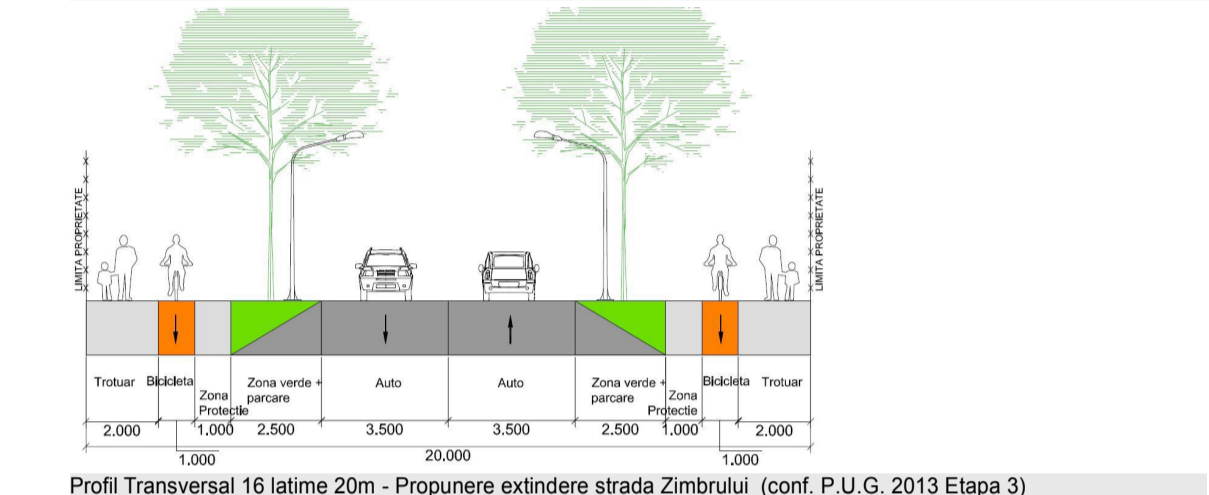 LIMITA PROPRIETATE
LIMITA PROPRIETATE
Trotuar
Bicicleta
Zona
Protectie
Zona verde +
parcare
Auto
Auto
Zona verde +
parcare
Zona
Protectie
Bicicleta
Trotuar
2.000
1.000
2.500
3.500
3.500
2.500
1.000
2.000
1.000
20.000
1.000
Profil Transversal 16 latime 20m - Propunere extindere strada Zimbrului (conf. P.U.G. 2013 Etapa 3)